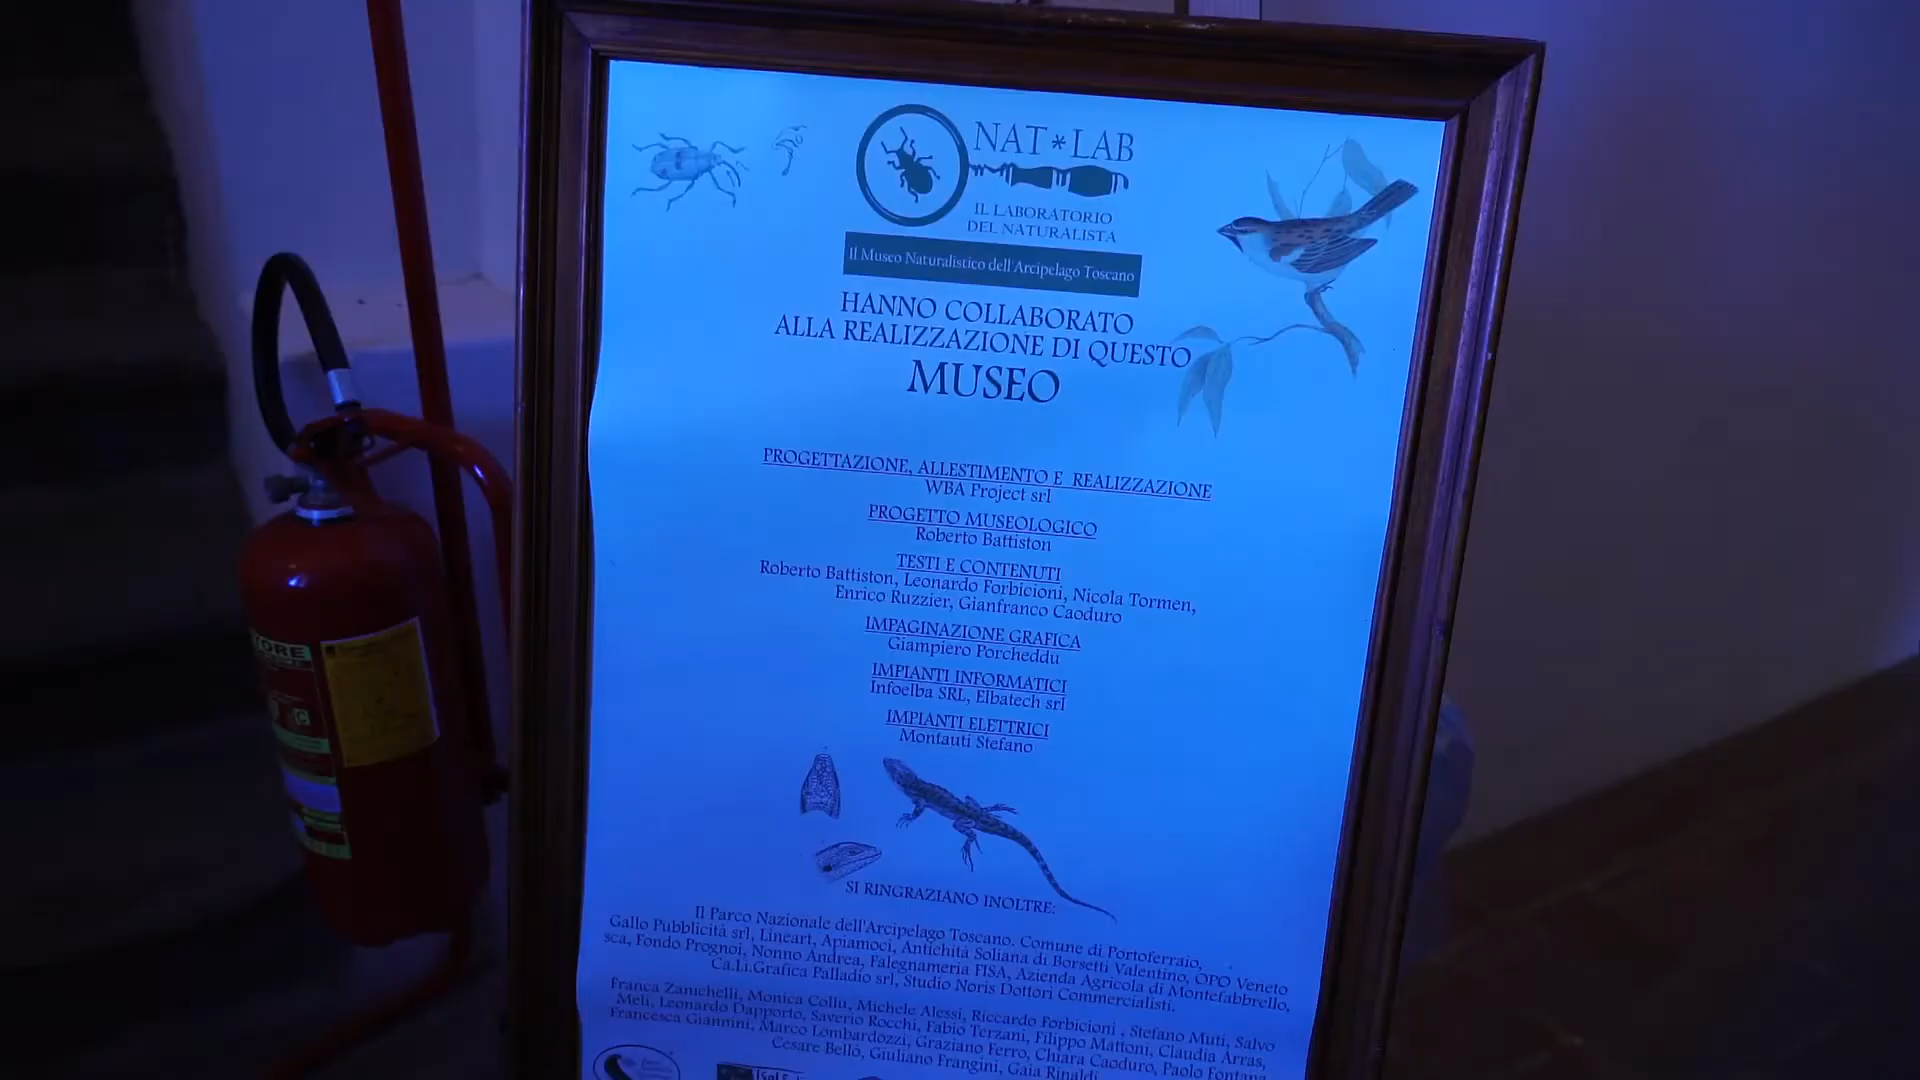 NAT*LAB
IL LABORATORIO
DEL NATURALISTA
Il Museo Naturalistico dell'Arcipelago Toscano
HANNO COLLABORATO
ALLA REALIZZAZIONE DI QUESTO
MUSEO
PROGETTAZIONE, ALLESTIMENTO E REALIZZAZIONE
WBA Project srl
PROGETTO MUSEOLOGICO
Roberto Battiston
TESTI E CONTENUTI
Roberto Battiston, Leonardo Forbicioni, Nicola Tormen,
Enrico Ruzzier, Gianfranco Caoduro
IMPAGINAZIONE GRAFICA
Giampiero Porcheddu
IMPIANTI INFORMATICI
Infoelba SRL, Elbatech srl
IMPIANTI ELETTRICI
Montauti Stefano
SI RINGRAZIANO INOLTRE:
Il Parco Nazionale dell'Arcipelago Toscano. Comune di Portoferraio,
Gallo Pubblicità srl, Lineart, Apiamoci, Antichità Soliana di Borsetti Valentino, OPO Veneto
sca, Fondo Prognoi, Nonno Andrea, Falegnameria FISA, Azienda Agricola di Montefabbrello,
Ca.Li.Grafica Palladio srl, Studio Noris Dottori Commercialisti.
Franca Zanichelli, Monica Collu, Michele Alessi, Riccardo Forbicioni , Stefano Muti, Salvo
Meli, Leonardo Dapporto, Saverio Rocchi, Fabio Terzani, Filippo Mattoni, Claudia Arras,
Francesca Giannini, Marco Lombardozzi, Graziano Ferro, Chiara Caoduro, Paolo Fontana
Cesare Bellò, Giuliano Frangini, Gaia Rinaldi
TORE
C